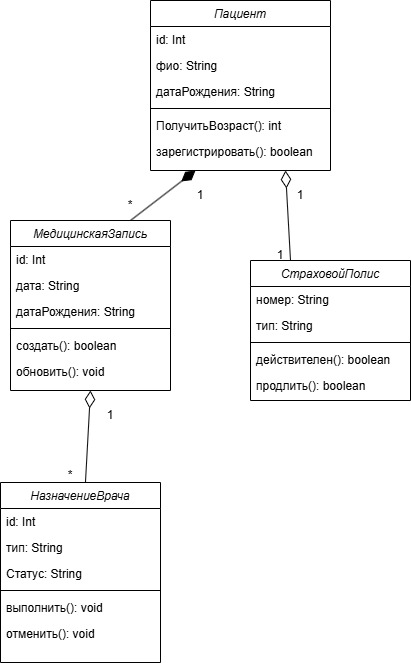 Пациент
id: Int
фио: String
датаРождения: String
ПолучитьВозраст(): int
зарегистрировать(): boolean
*
1
1
МедицинскаяЗапись
id: Int
дата: String
датаРождения: String
создать(): boolean
обновить(): void
1
СтраховойПолис
номер: String
тип: String
действителен(): boolean
продлить(): boolean
1
*
НазначениеВрача
id: Int
тип: String
Статус: String
выполнить(): void
отменить(): void